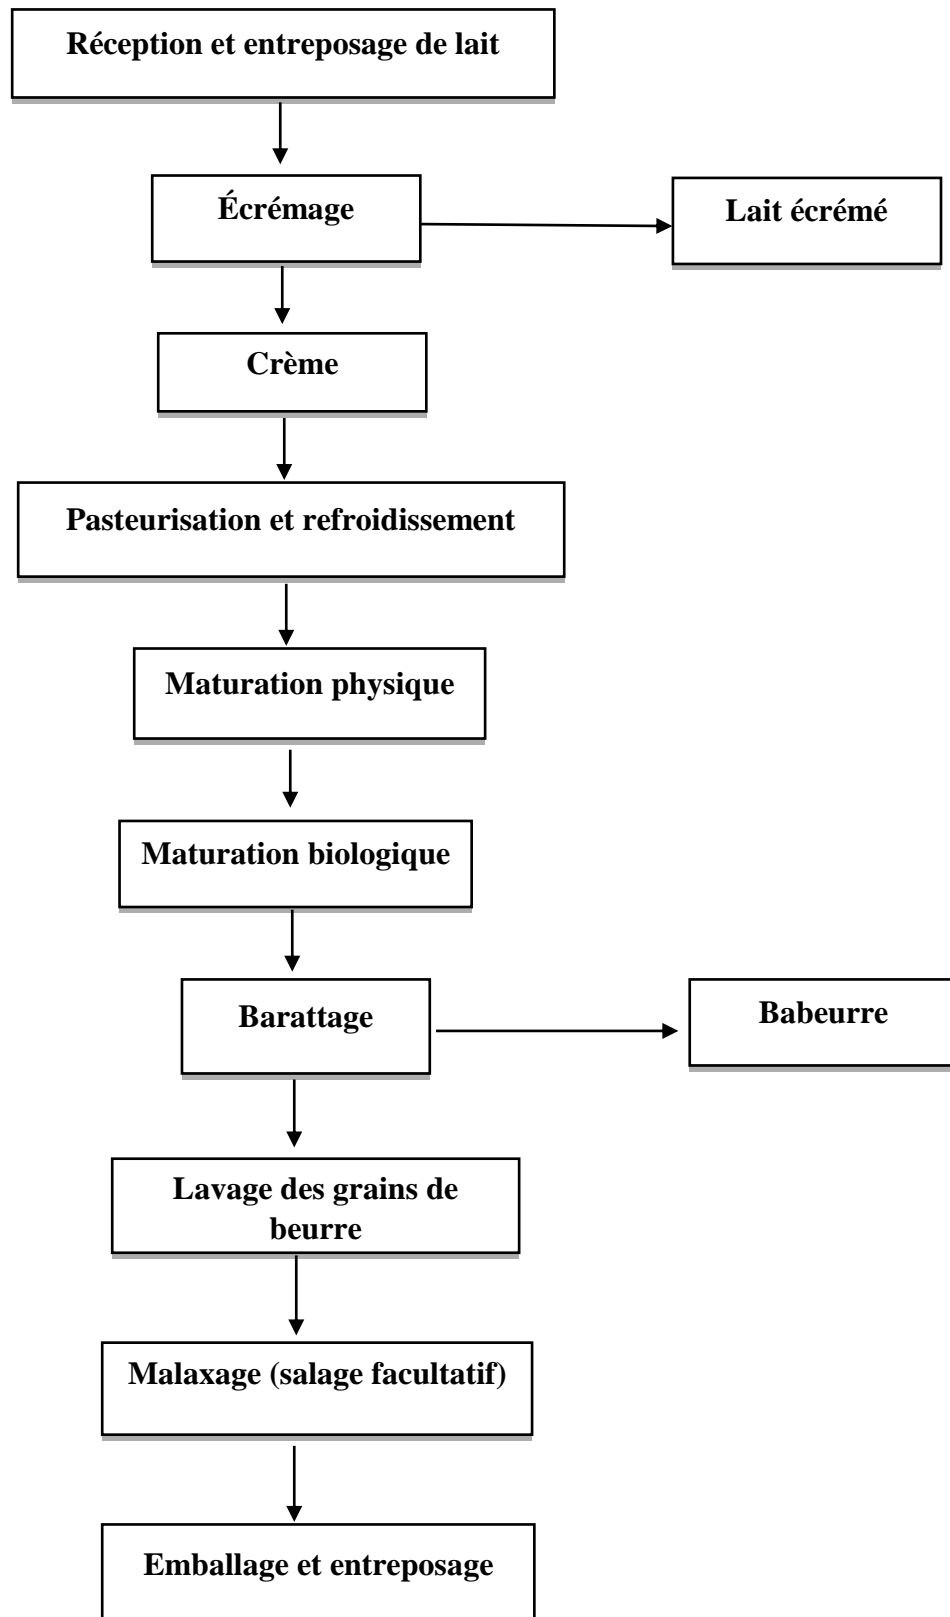 Réception et entreposage de lait
Écrémage
Lait écrémé
Crème
Pasteurisation et refroidissement
Maturation physique
Maturation biologique
Barattage
Babeurre
Lavage des grains de
beurre
Malaxage (salage facultatif)
Emballage et entreposage